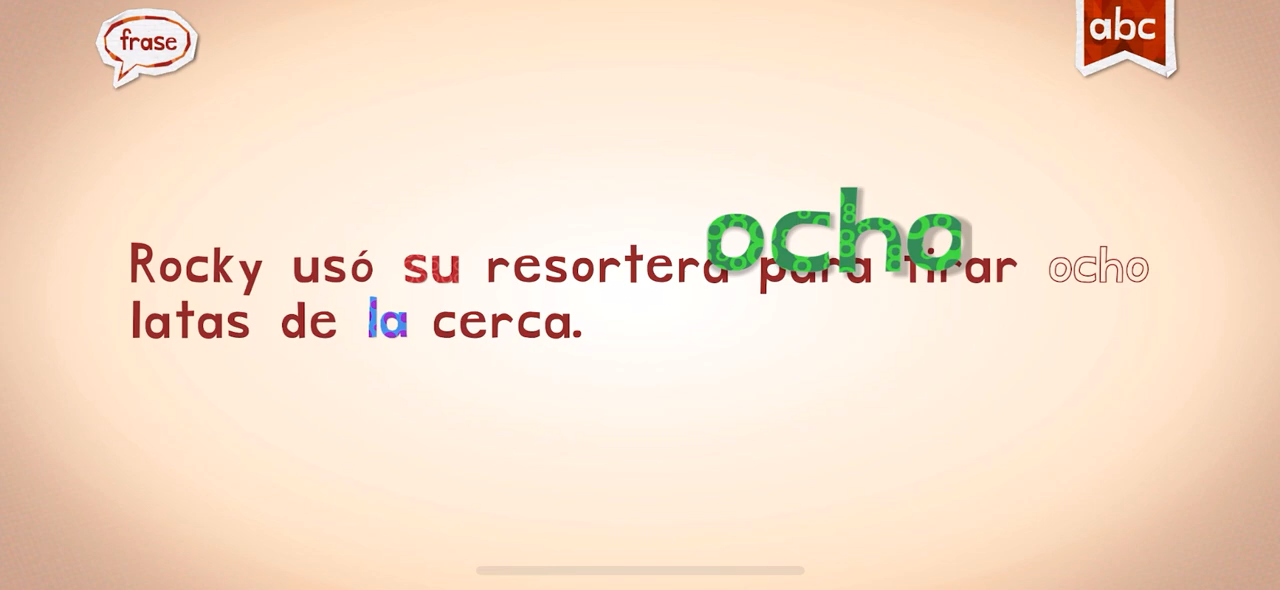 frase
abc
ocho
Rocky usó su resortera para tirar ocho
latas de la cerca.